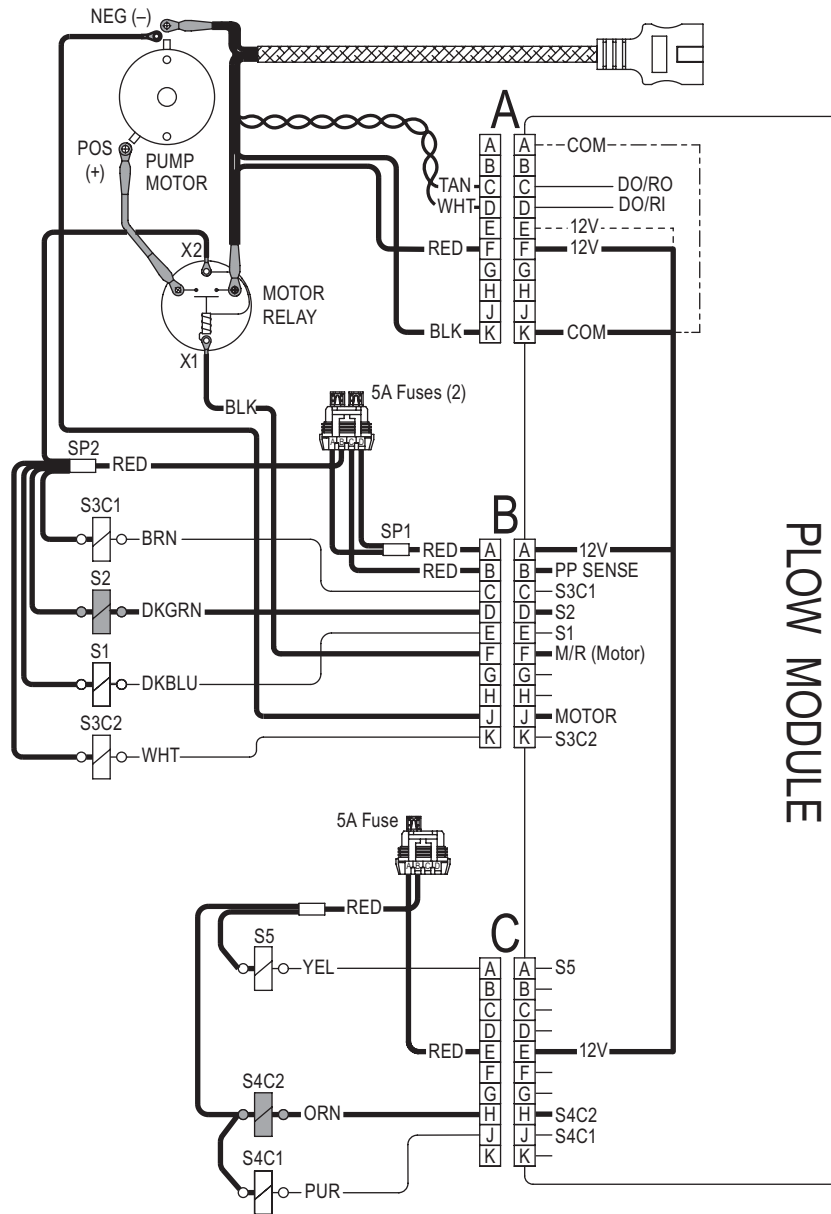 NEG (–)
POS
(+)
PUMP
MOTOR
A
TAN
WHT
RED
BLK
A
B
C
D
E
F
G
H
J
K
A
B
C
D
E
F
G
H
J
K
COM
DO/RO
DO/RI
12V
12V
COM
X2
MOTOR
RELAY
X1
BLK
5A Fuses (2)
A B C D
SP2
RED
SP1
RED
RED
S3C1
BRN
S2
DKGRN
S1
DKBLU
S3C2
WHT
B
A
B
C
D
E
F
G
H
J
K
A
B
C
D
E
F
G
H
J
K
12V
PP SENSE
S3C1
S2
S1
M/R (Motor)
MOTOR
S3C2
PLOW MODULE
5A Fuse
A B C D
RED
S5
YEL
RED
S4C2
ORN
S4C1
PUR
C
A
B
C
D
E
F
G
H
J
K
A
B
C
D
E
F
G
H
J
K
S5
12V
S4C2
S4C1